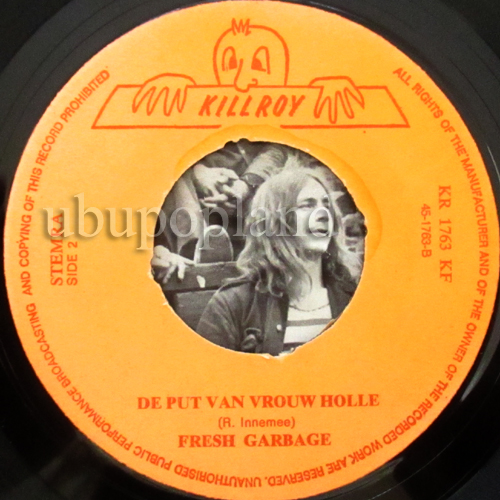 KILLROY
ALL RIGHTS OF THE MANUFACTURER AND OF THE OWNER OF THE RECORDED WORK ARE RESERVED. UNAUTHORISED PUBLIC PERFORMANCE BROADCASTING AND COPYING OF THIS RECORD PROHIBITED
STEMRA
SIDE 2
KR 1763 KF
45-1763-B
ubupopland
DE PUT VAN VROUW HOLLE
(R. Innemee)
FRESH GARBAGE